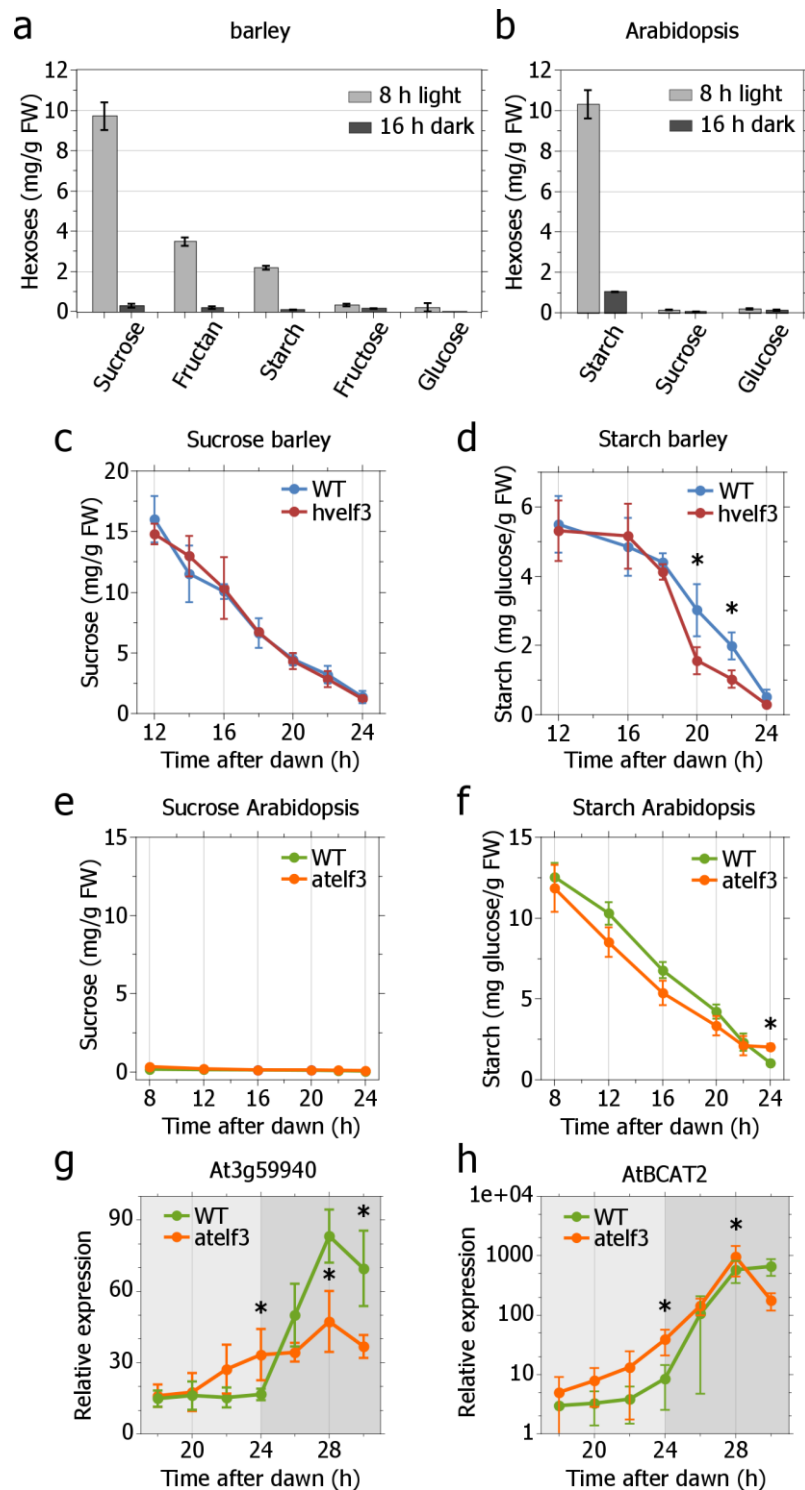 a
barley
Hexoses (mg/g FW)
12
10
8
6
4
2
0
8 h light
16 h dark
Sucrose
Fructan
Starch
Fructose
Glucose
b
Arabidopsis
Hexoses (mg/g FW)
12
10
8
6
4
2
0
8 h light
16 h dark
Starch
Sucrose
Glucose
c
Sucrose barley
Sucrose (mg/g FW)
20
15
10
5
0
WT
hvelf3
12 16 20 24
Time after dawn (h)
d
Starch barley
Starch (mg glucose/g FW)
6
4
2
0
WT
hvelf3
*
*
12 16 20 24
Time after dawn (h)
e
Sucrose Arabidopsis
Sucrose (mg/g FW)
15
10
5
0
WT
atelf3
8 12 16 20 24
Time after dawn (h)
f
Starch Arabidopsis
Starch (mg glucose/g FW)
15
10
5
0
WT
atelf3
*
8 12 16 20 24
Time after dawn (h)
g
At3g59940
Relative expression
90
60
30
0
WT
atelf3
*
*
*
20 24 28
Time after dawn (h)
h
AtBCAT2
Relative expression
1e+04
1000
100
10
1
WT
atelf3
*
*
20 24 28
Time after dawn (h)